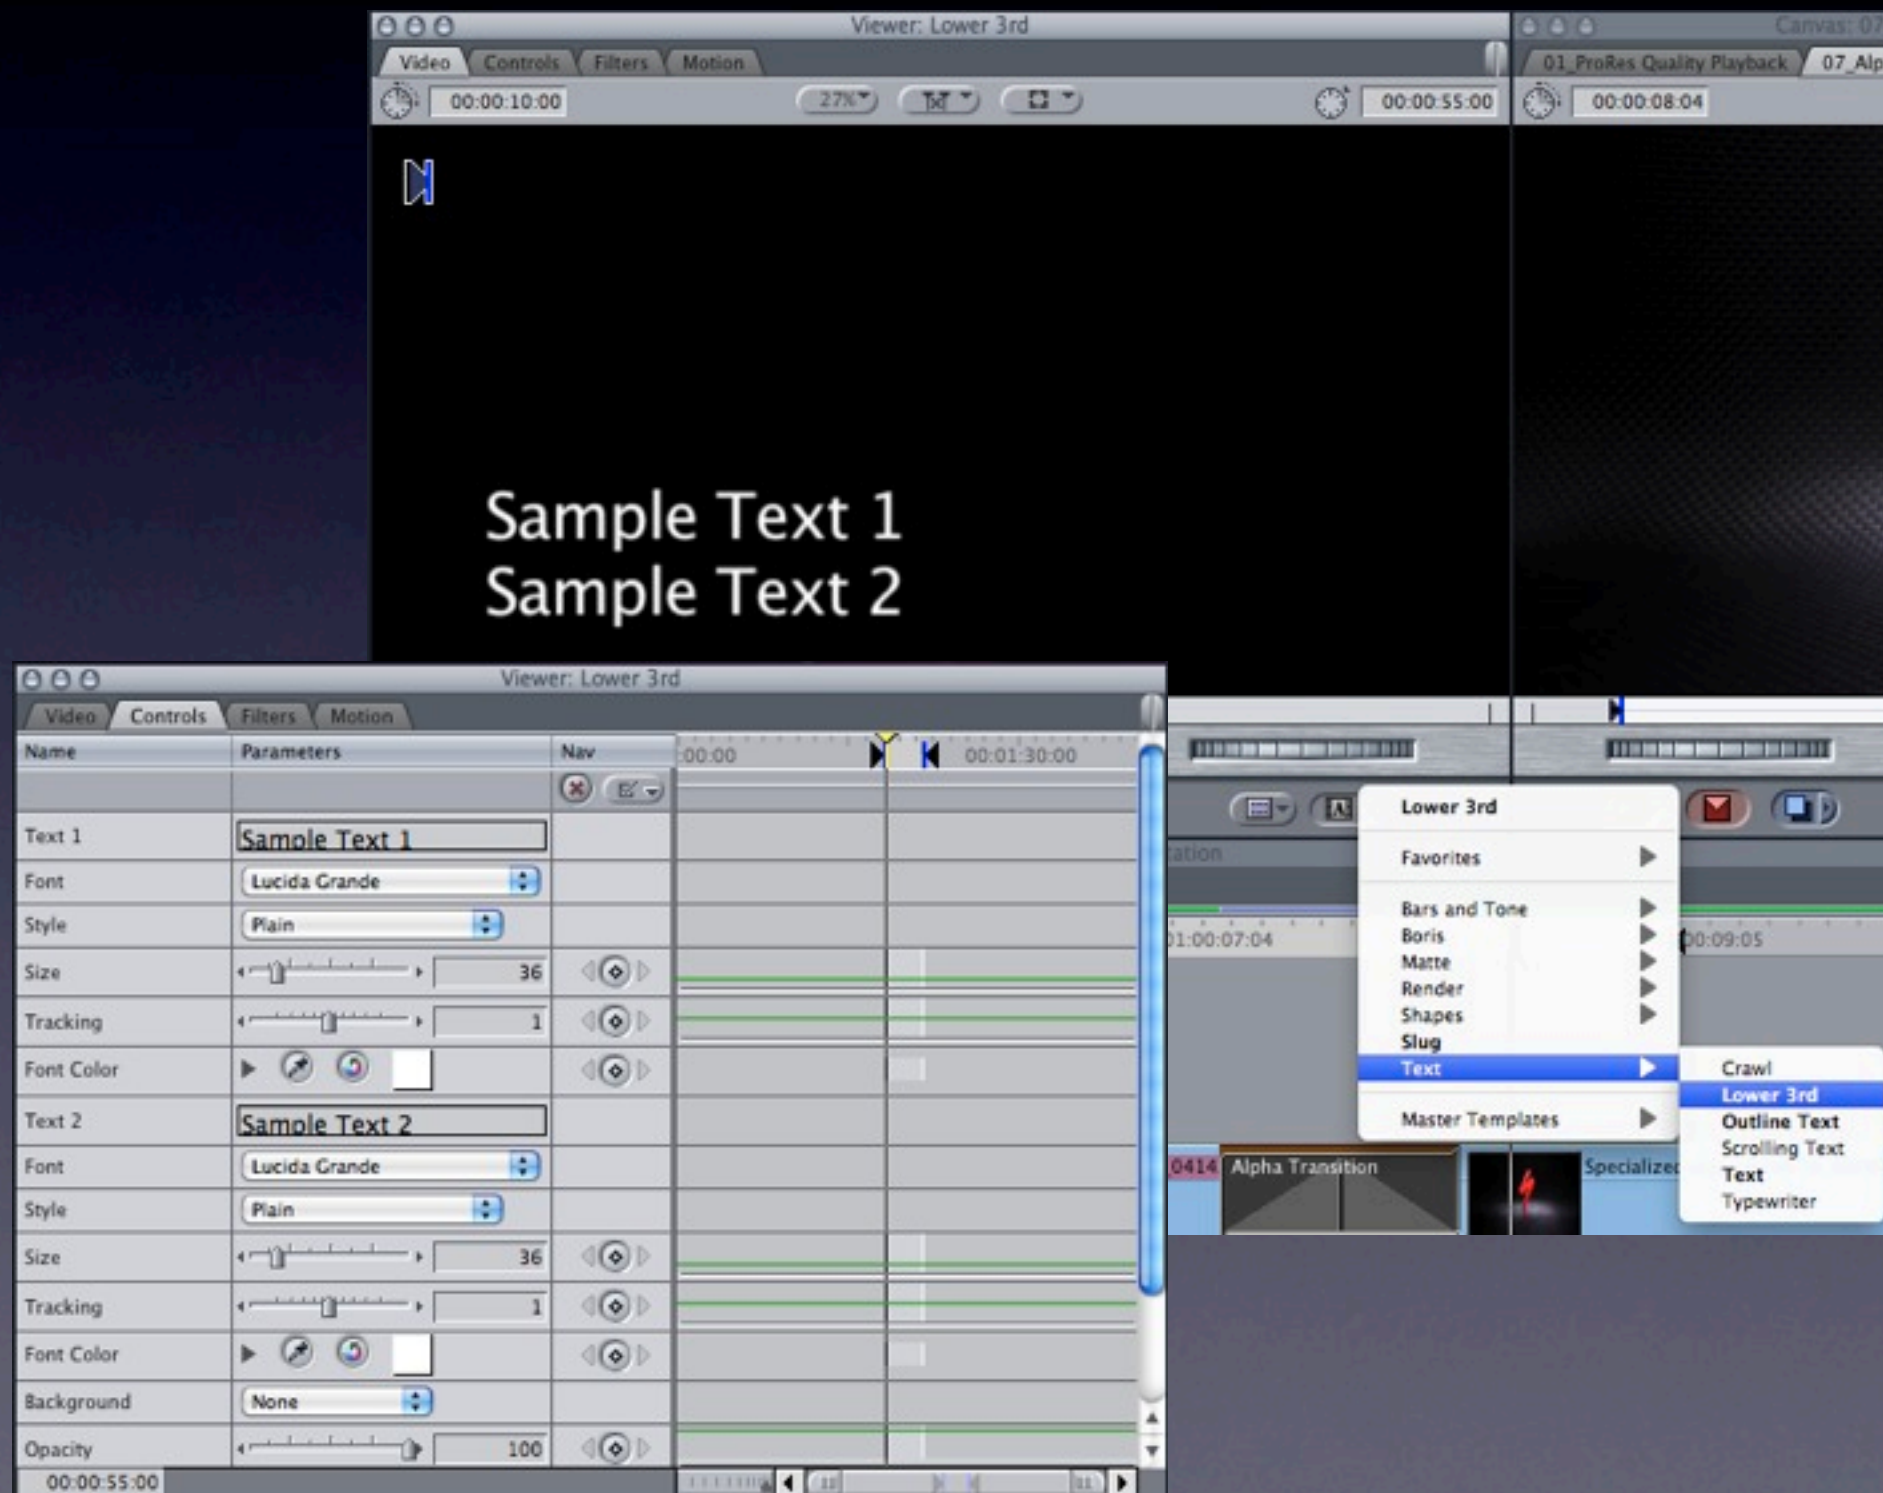 Viewer: Lower 3rd
Video Controls Filters Motion
00:00:10:00 27% 00:00:55:00
Canvas: 07
01_ProRes Quality Playback 07_Alp
00:00:08:04
Sample Text 1
Sample Text 2
Viewer: Lower 3rd
Video Controls Filters Motion
Name Parameters Nav :00:00 00:01:30:00
Text 1 Sample Text 1
Font Lucida Grande
Style Plain
Size 36
Tracking 1
Font Color
Text 2 Sample Text 2
Font Lucida Grande
Style Plain
Size 36
Tracking 1
Font Color
Background None
Opacity 100
00:00:55:00
Lower 3rd
Favorites
Bars and Tone
Boris
Matte
Render
Shapes
Slug
Text
Master Templates
Crawl
Lower 3rd
Outline Text
Scrolling Text
Text
Typewriter
tation
01:00:07:04 00:09:05
0414 Alpha Transition Specialized